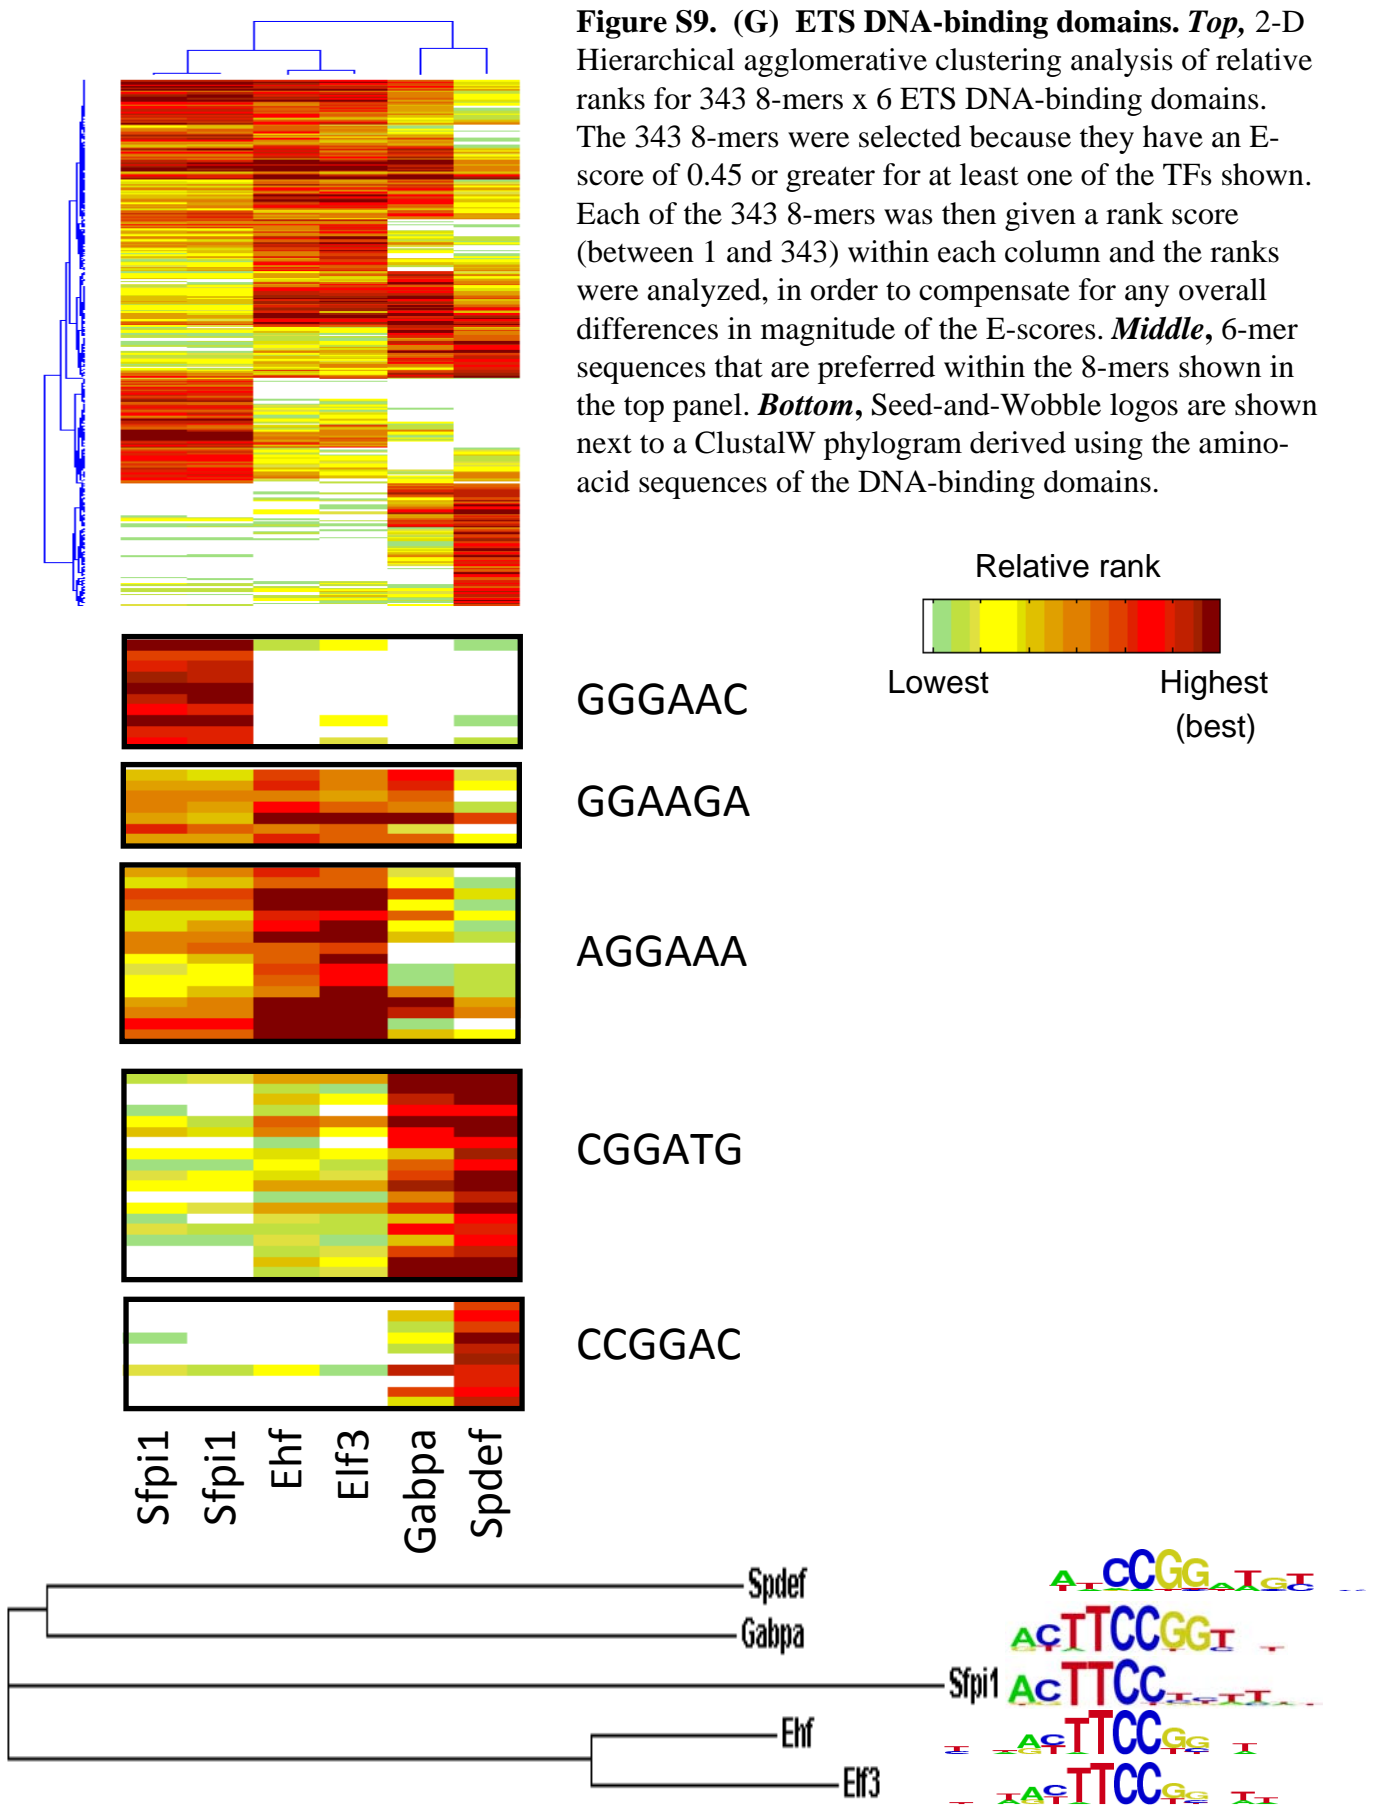 Figure S9. (G) ETS DNA-binding domains. Top, 2-D
Hierarchical agglomerative clustering analysis of relative
ranks for 343 8-mers x 6 ETS DNA-binding domains.
The 343 8-mers were selected because they have an E-
score of 0.45 or greater for at least one of the TFs shown.
Each of the 343 8-mers was then given a rank score
(between 1 and 343) within each column and the ranks
were analyzed, in order to compensate for any overall
differences in magnitude of the E-scores. Middle, 6-mer
sequences that are preferred within the 8-mers shown in
the top panel. Bottom, Seed-and-Wobble logos are shown
next to a ClustalW phylogram derived using the amino-
acid sequences of the DNA-binding domains.
Relative rank
Lowest
Highest
(best)
GGGAAC
GGAAGA
AGGAAA
CGGATG
CCGGAC
Sfpi1
Sfpi1
Ehf
Elf3
Gabpa
Spdef
Spdef
ATCCGGATGT
Gabpa
ACTTCCGGT
Sfpi1
ACTTCC
Ehf
ACTTCCGG
Elf3
TACTTCCGG